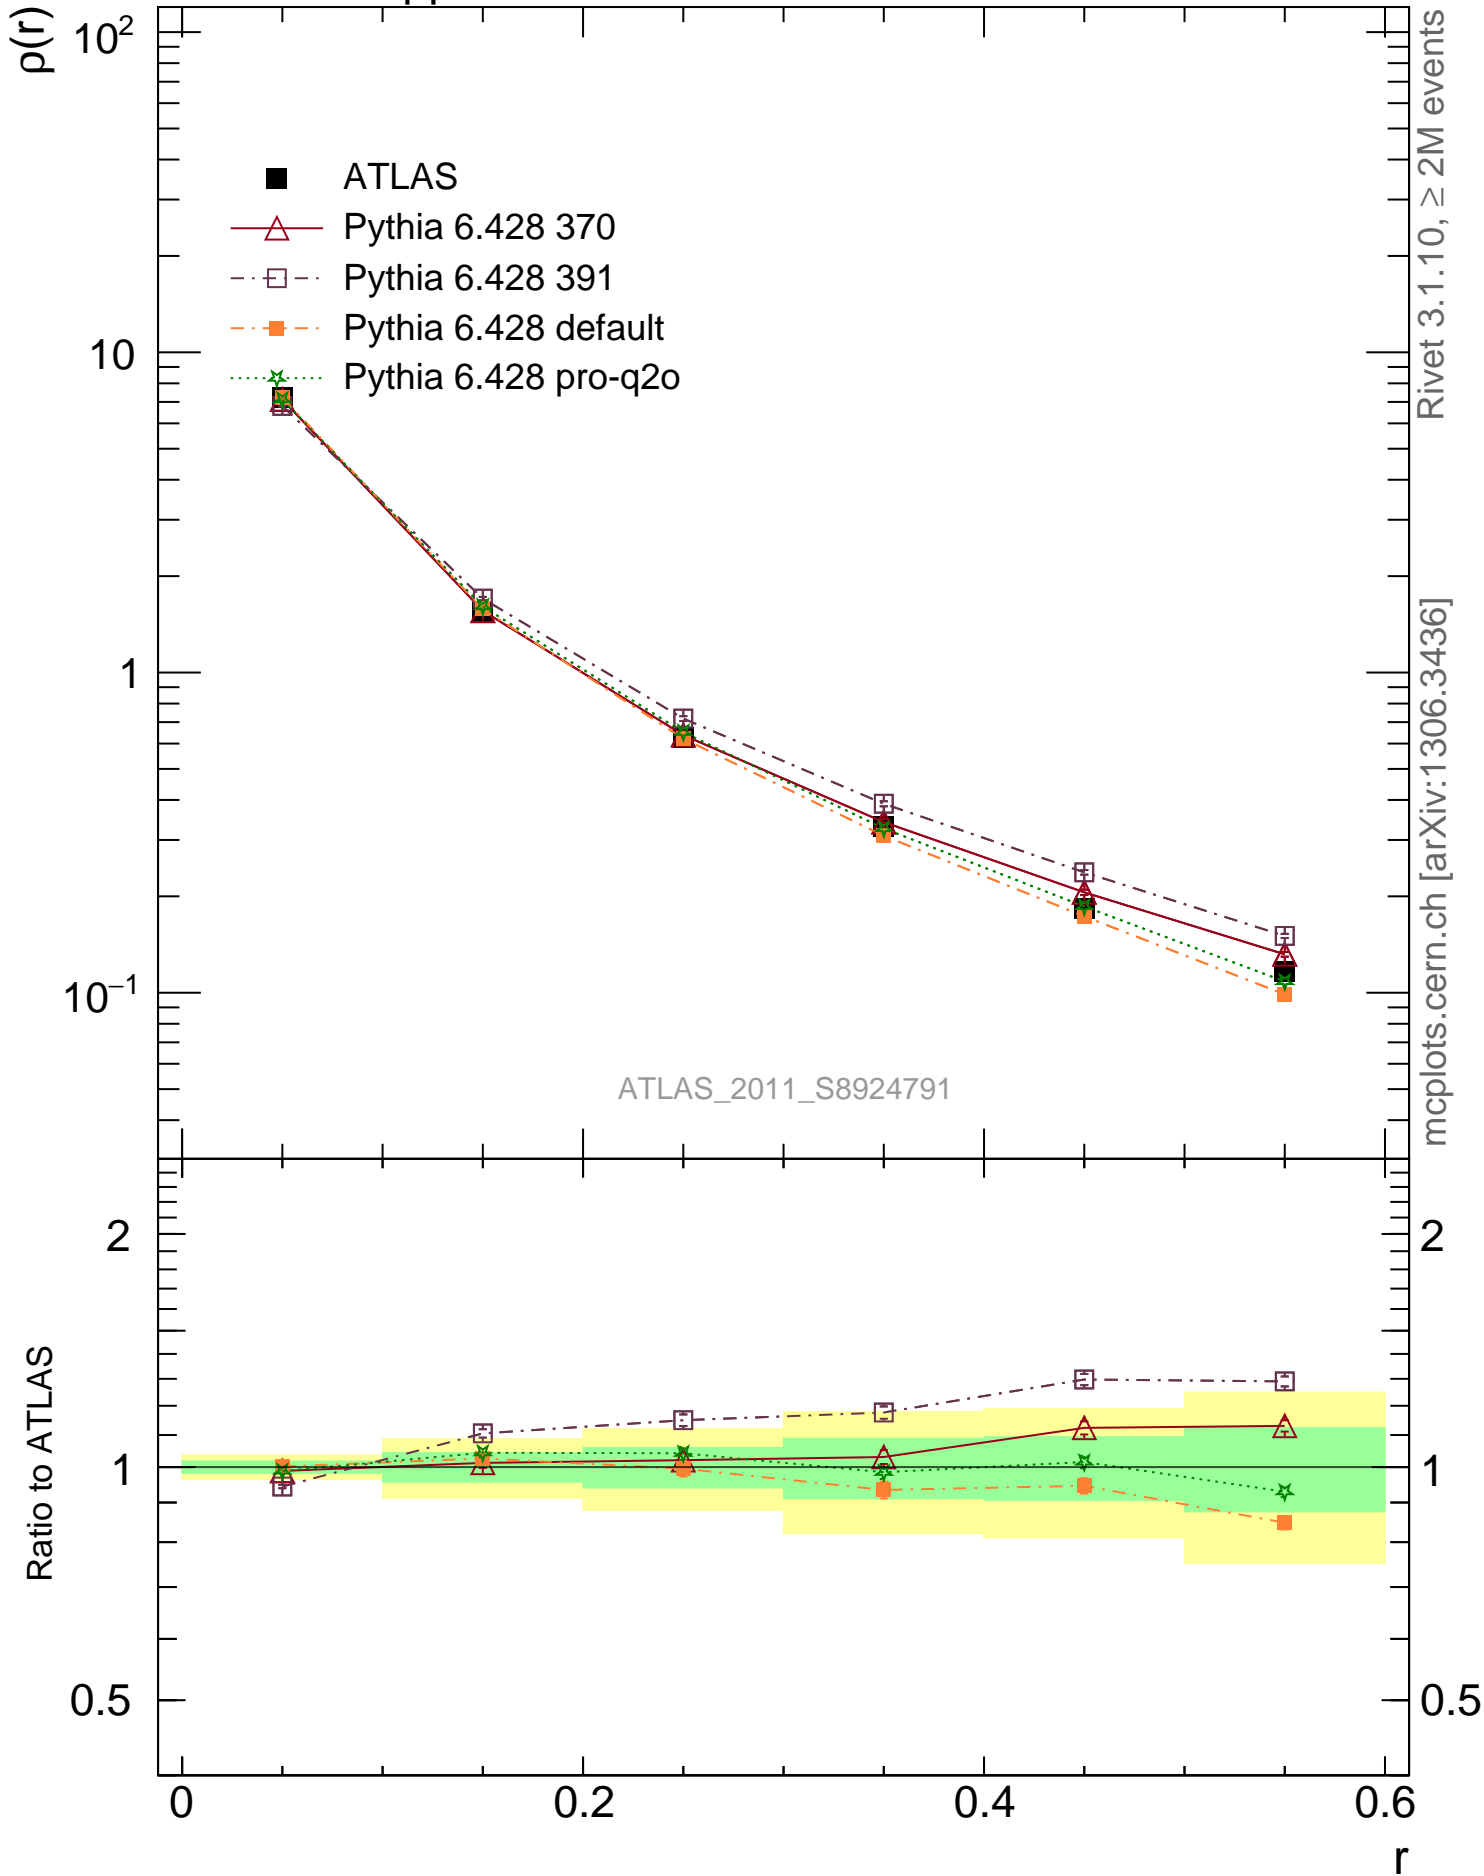 ρ(r)
10²
10
1
10⁻¹
ATLAS
Pythia 6.428 370
Pythia 6.428 391
Pythia 6.428 default
Pythia 6.428 pro-q2o
ATLAS_2011_S8924791
Rivet 3.1.10, ≥ 2M events
mcplots.cern.ch [arXiv:1306.3436]
Ratio to ATLAS
2
1
0.5
2
1
0.5
0
0.2
0.4
0.6
r